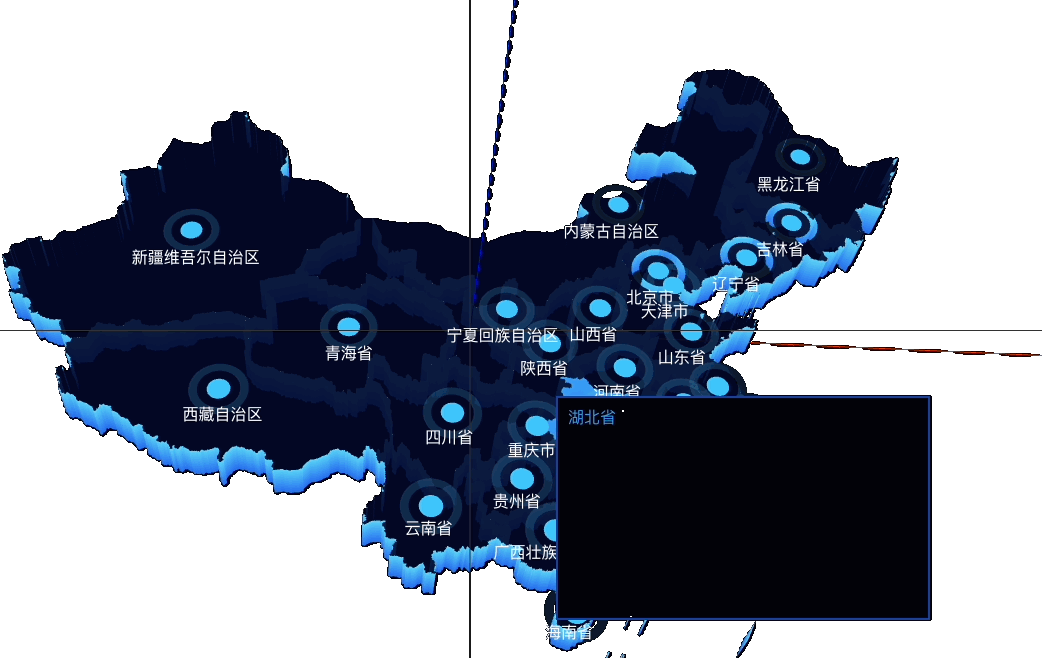 黑龙江省
内蒙古自治区
吉林省
新疆维吾尔自治区
辽宁省
北京市
天津市
宁夏回族自治区
山西省
青海省
山东省
陕西省
河南省
西藏自治区
湖北省
四川省
重庆市
贵州省
云南省
广西壮族
海南省